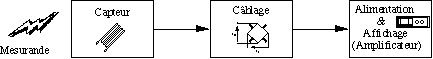 Mesurande
Capteur
Câblage
Alimentation
&
Affichage
(Amplificateur)